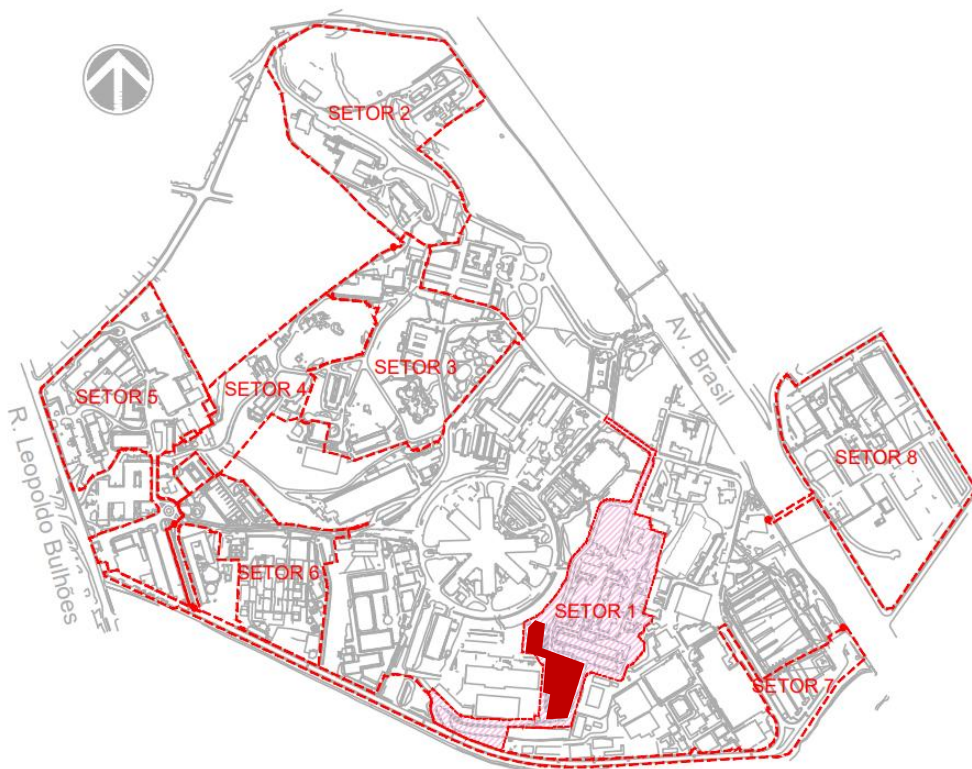 SETOR 2
Av. Brasil
SETOR 3
SETOR 4
SETOR 5
R. Leopoldo Bulhões
SETOR 8
SETOR 6
SETOR 1
SETOR 7